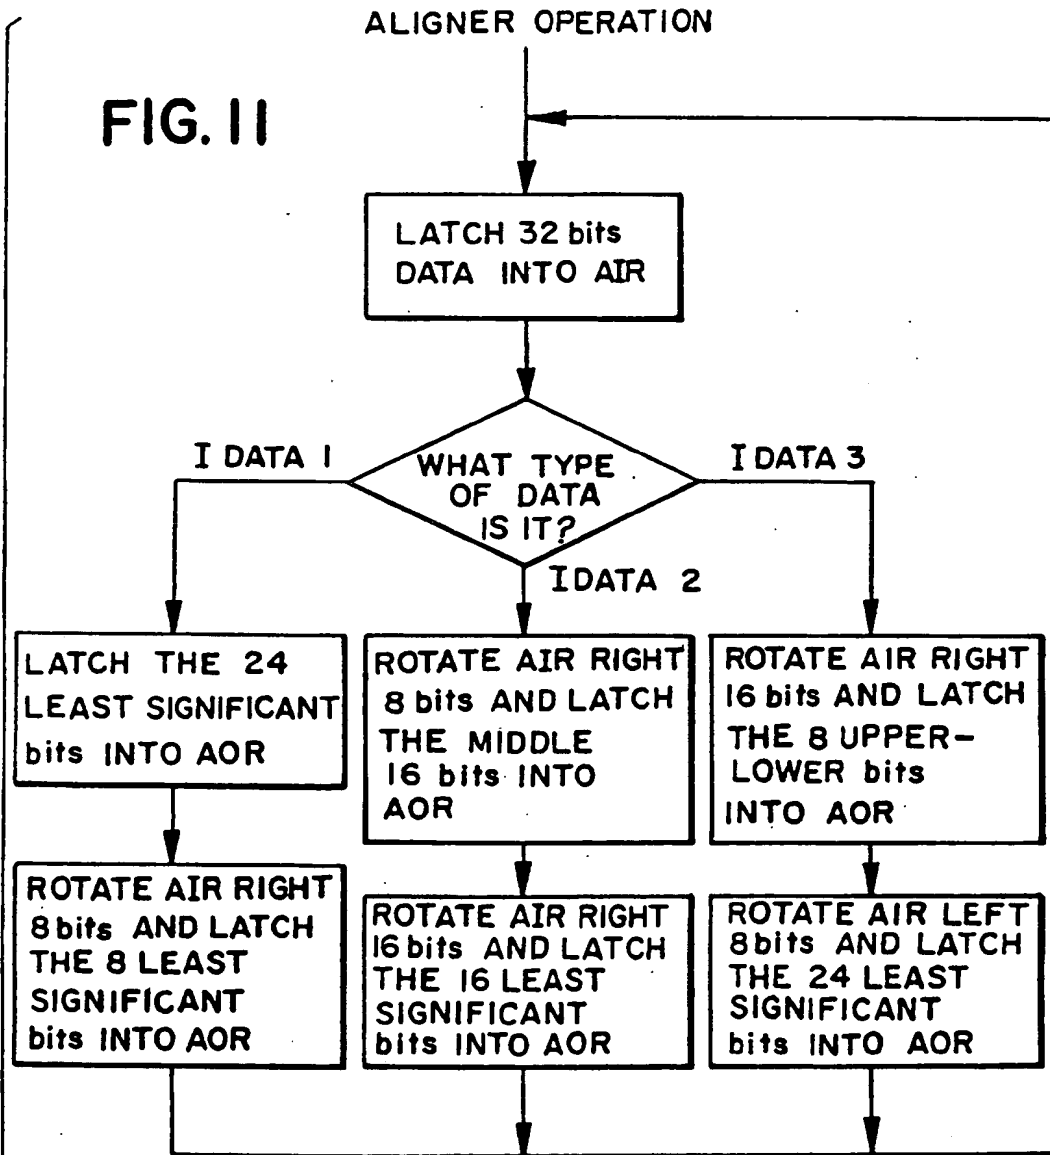 ALIGNER OPERATION
FIG. 11
LATCH 32 bits
DATA INTO AIR
I DATA 1
WHAT TYPE
OF DATA
IS IT?
I DATA 3
I DATA 2
LATCH THE 24
LEAST SIGNIFICANT
bits INTO AOR
ROTATE AIR RIGHT
8 bits AND LATCH
THE MIDDLE
16 bits INTO
AOR
ROTATE AIR RIGHT
16 bits AND LATCH
THE 8 UPPER-
LOWER bits
INTO AOR
ROTATE AIR RIGHT
8 bits AND LATCH
THE 8 LEAST
SIGNIFICANT
bits INTO AOR
ROTATE AIR RIGHT
16 bits AND LATCH
THE 16 LEAST
SIGNIFICANT
bits INTO AOR
ROTATE AIR LEFT
8 bits AND LATCH
THE 24 LEAST
SIGNIFICANT
bits INTO AOR